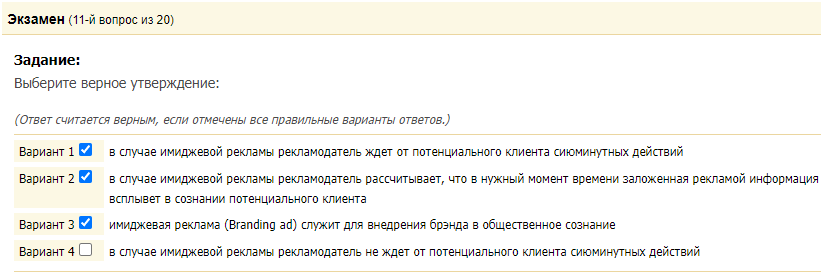 Экзамен (11-й вопрос из 20)
Задание:
Выберите верное утверждение:
(Ответ считается верным, если отмечены все правильные варианты ответов.)
Вариант 1 в случае имиджевой рекламы рекламодатель ждет от потенциального клиента сиюминутных действий
Вариант 2 в случае имиджевой рекламы рекламодатель рассчитывает, что в нужный момент времени заложенная рекламой информация
всплывет в сознании потенциального клиента
Вариант 3 имиджевая реклама (Branding ad) служит для внедрения брэнда в общественное сознание
Вариант 4 в случае имиджевой рекламы рекламодатель не ждет от потенциального клиента сиюминутных действий